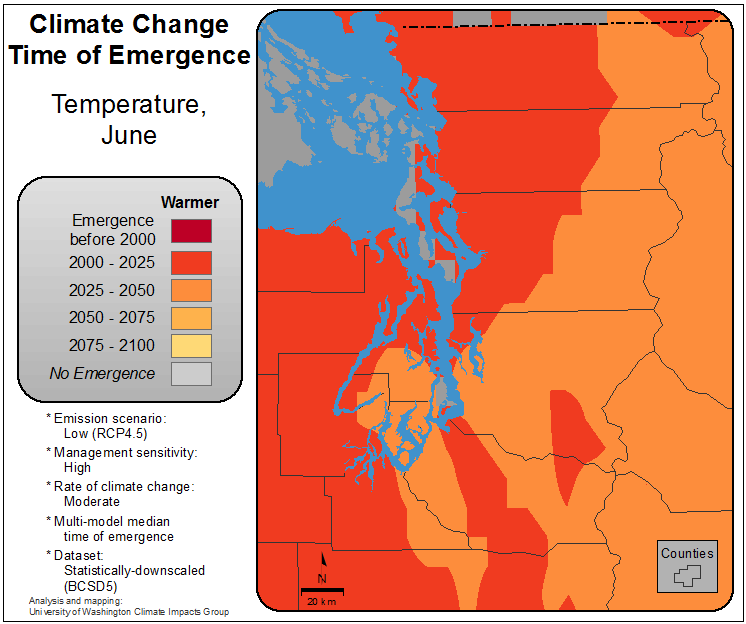 Climate Change
Time of Emergence
Temperature,
June
Warmer
Emergence
before 2000
2000 - 2025
2025 - 2050
2050 - 2075
2075 - 2100
No Emergence
* Emission scenario:
Low (RCP4.5)
* Management sensitivity:
High
* Rate of climate change:
Moderate
* Multi-model median
time of emergence
* Dataset:
Statistically-downscaled
(BCSD5)
Analysis and mapping:
University of Washington Climate Impacts Group
N
20 km
Counties